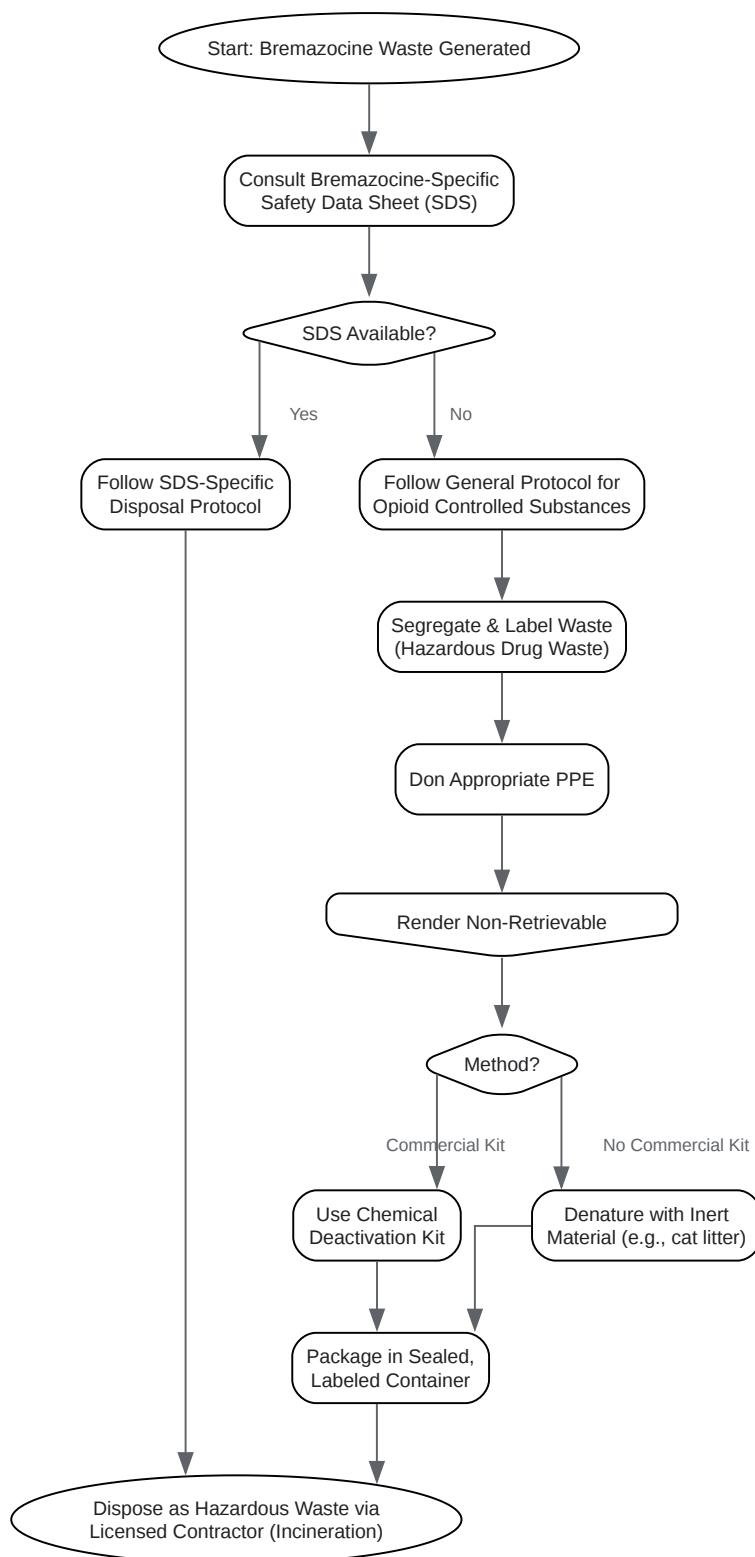 Start: Bremazocine Waste Generated
Consult Bremazocine-Specific
Safety Data Sheet (SDS)
SDS Available?
Yes
No
Follow SDS-Specific
Disposal Protocol
Follow General Protocol for
Opioid Controlled Substances
Segregate & Label Waste
(Hazardous Drug Waste)
Don Appropriate PPE
Render Non-Retrievable
Method?
Commercial Kit
No Commercial Kit
Use Chemical
Deactivation Kit
Denature with Inert
Material (e.g., cat litter)
Package in Sealed,
Labeled Container
Dispose as Hazardous Waste via
Licensed Contractor (Incineration)